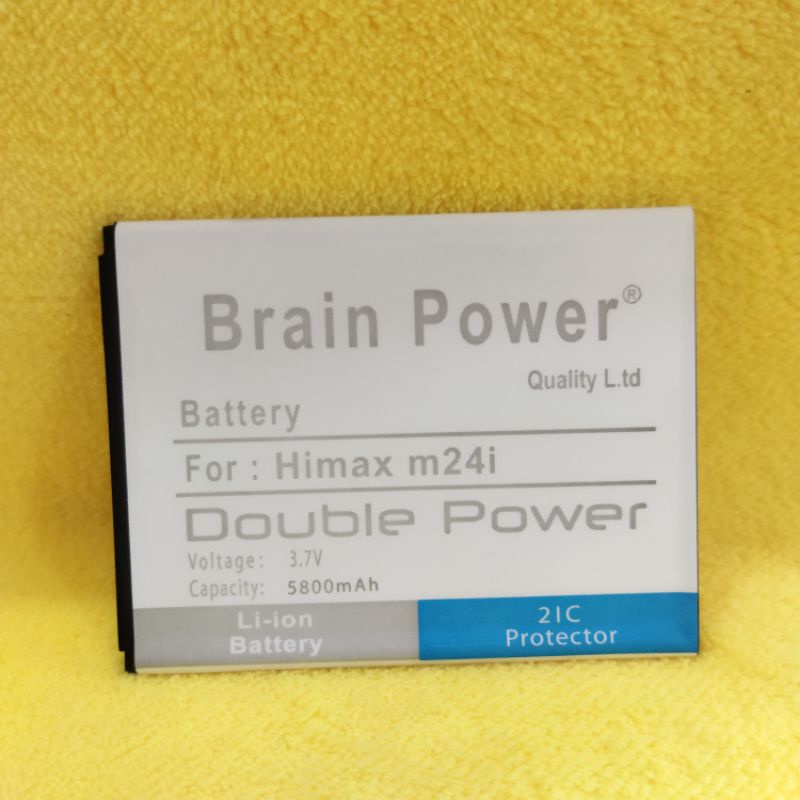 Brain Power®
Quality L.td
Battery
For : Himax m24i
Double Power
Voltage: 3.7V
Capacity: 5800mAh
Li-ion
Battery
2IC
Protector